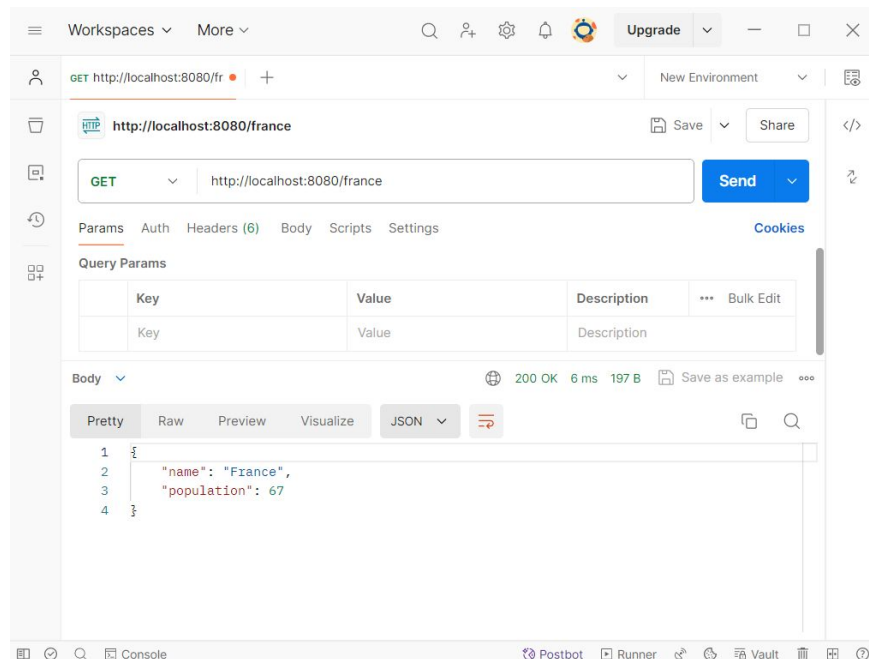 Workspaces More Upgrade
GET http://localhost:8080/fr + New Environment
HTTP http://localhost:8080/france Save Share </>
GET http://localhost:8080/france Send
Params Auth Headers (6) Body Scripts Settings Cookies
Query Params
Key Value Description ••• Bulk Edit
Key Value Description
Body 200 OK 6 ms 197 B Save as example
Pretty Raw Preview Visualize JSON
1 {
2 "name": "France",
3 "population": 67
4 }
Console Postbot Runner Vault